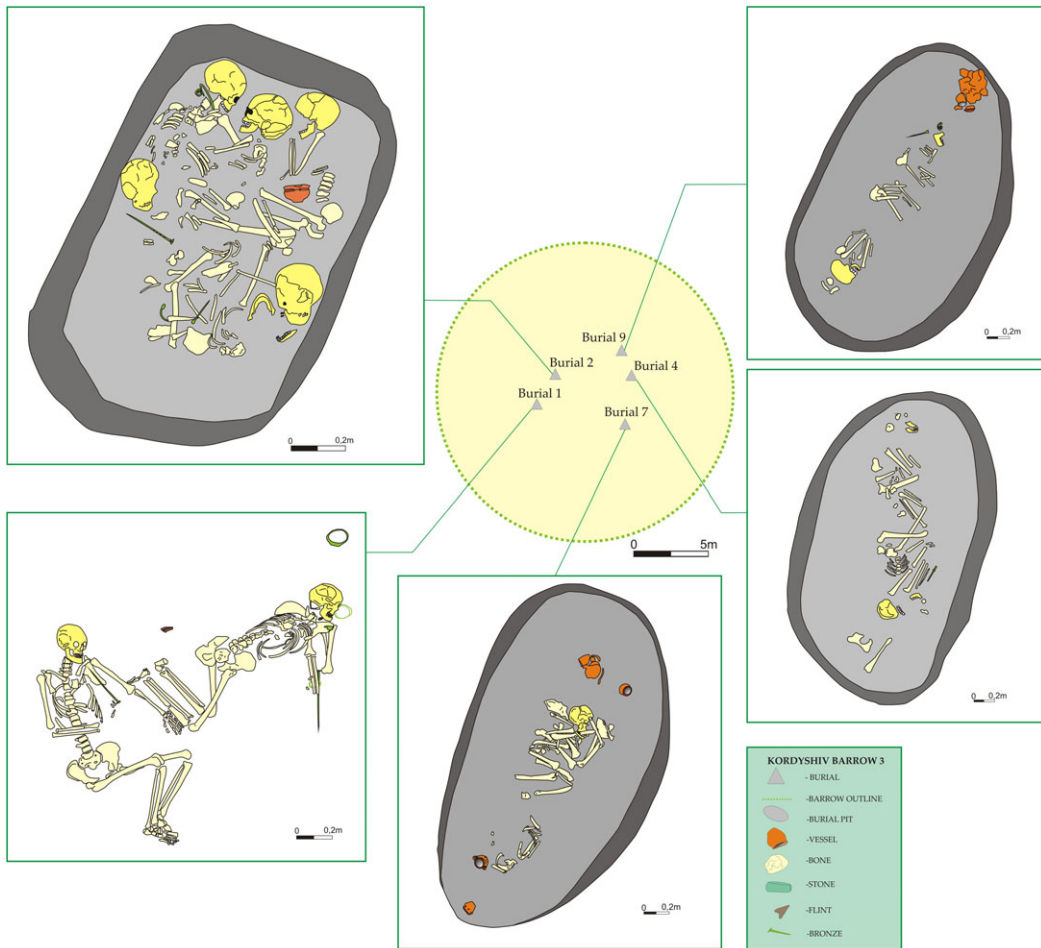 0 0,2m
0 0,2m
Burial 9
Burial 2
Burial 4
Burial 1
Burial 7
0 5m
0 0,2m
0 0,2m
0 0,2m
KORDYSHIV BARROW 3
- BURIAL
-BARROW OUTLINE
-BURIAL PIT
-VESSEL
-BONE
-STONE
-FLINT
-BRONZE